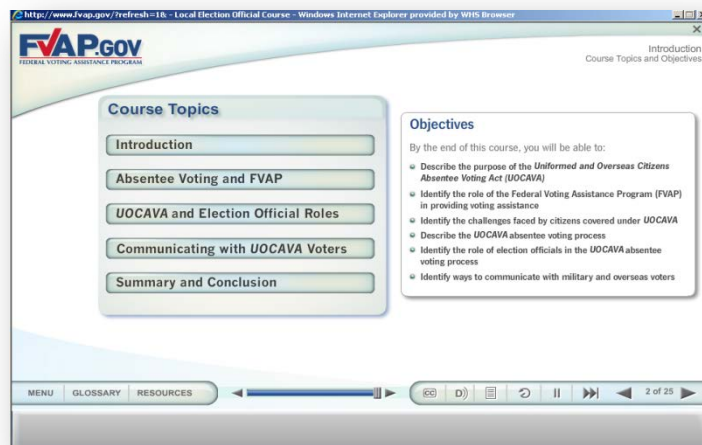 http://www.fvap.gov/?refresh=1& - Local Election Official Course - Windows Internet Explorer provided by WHS Browser
FVAP.GOV
FEDERAL VOTING ASSISTANCE PROGRAM
Introduction
Course Topics and Objectives
Course Topics
Introduction
Absentee Voting and FVAP
UOCAVA and Election Official Roles
Communicating with UOCAVA Voters
Summary and Conclusion
Objectives
By the end of this course, you will be able to:
Describe the purpose of the Uniformed and Overseas Citizens
Absentee Voting Act (UOCAVA)
Identify the role of the Federal Voting Assistance Program (FVAP)
in providing voting assistance
Identify the challenges faced by citizens covered under UOCAVA
Describe the UOCAVA absentee voting process
Identify the role of election officials in the UOCAVA absentee
voting process
Identify ways to communicate with military and overseas voters
MENU GLOSSARY RESOURCES CC D)) 2 of 25